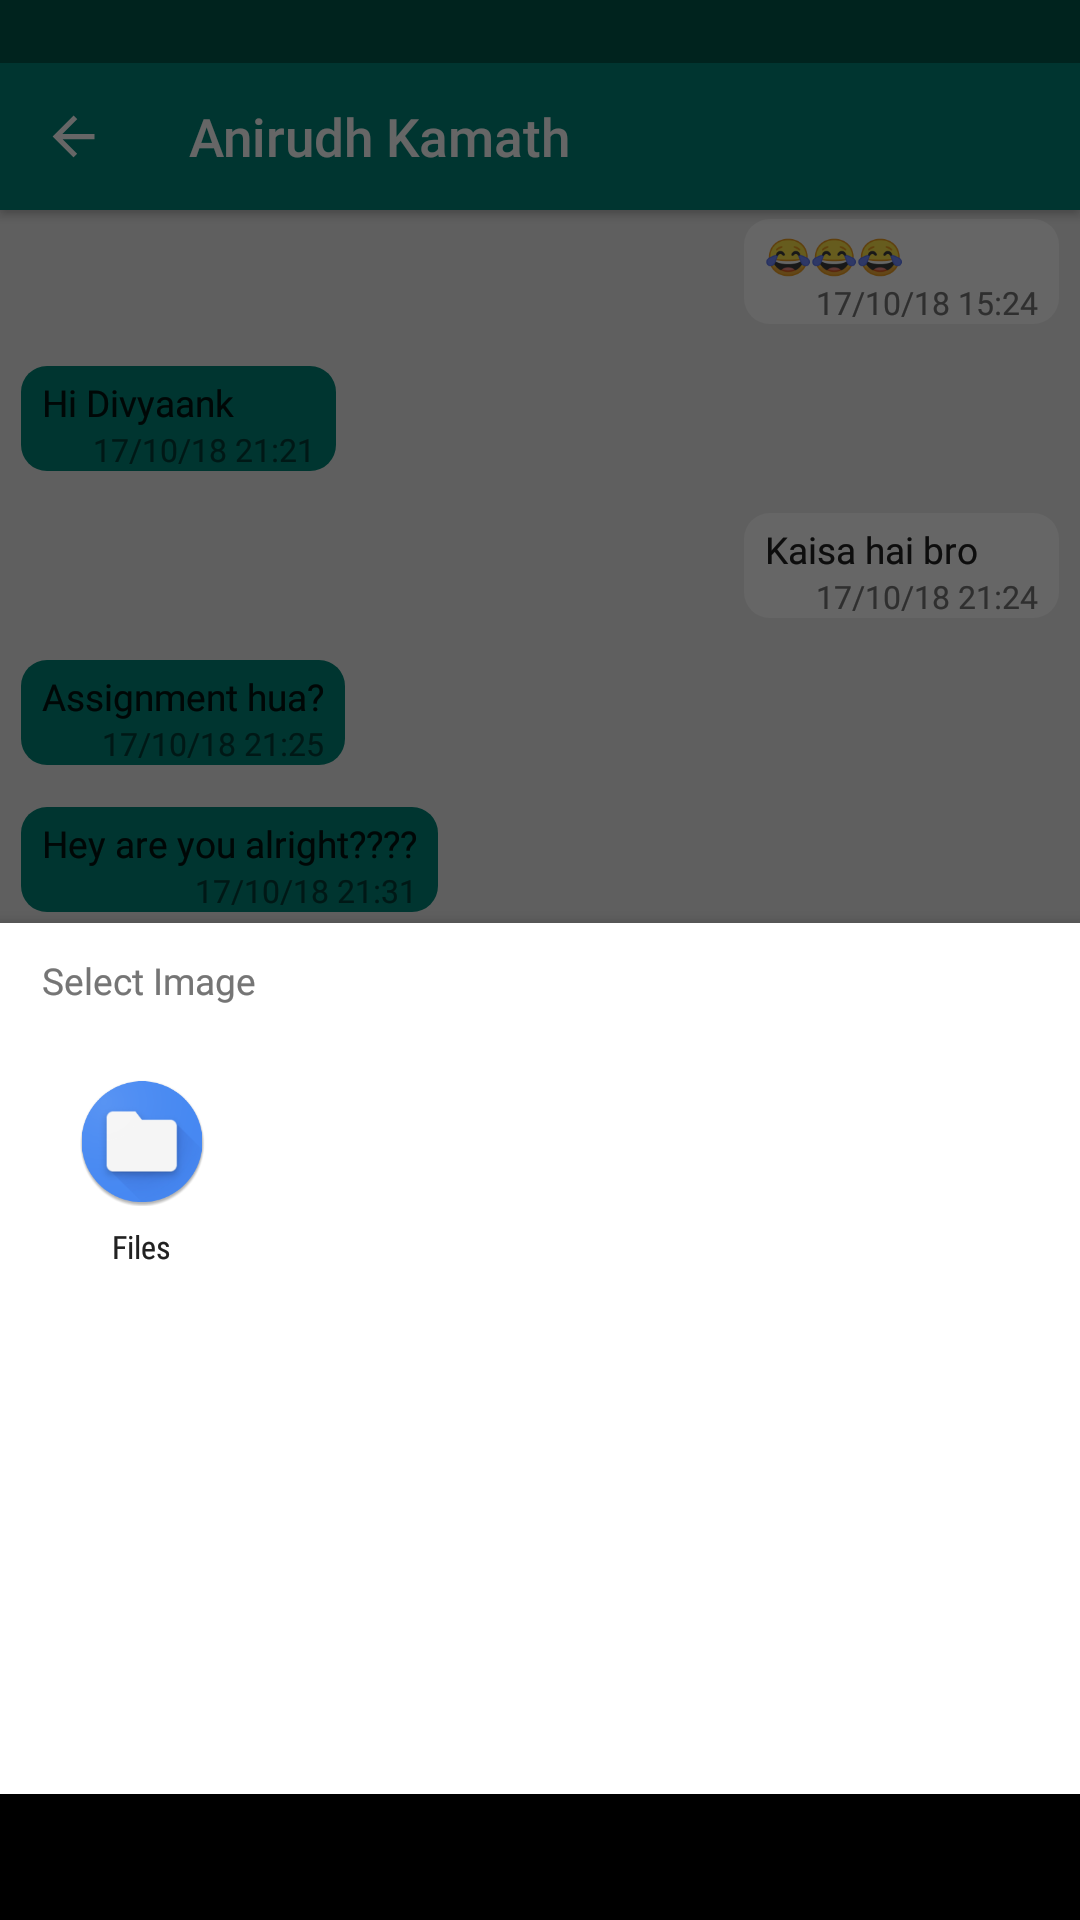 Anirudh Kamath
😂😂😂
17/10/18 15:24
Hi Divyaank
17/10/18 21:21
Kaisa hai bro
17/10/18 21:24
Assignment hua?
17/10/18 21:25
Hey are you alright????
17/10/18 21:31
Select Image
Files